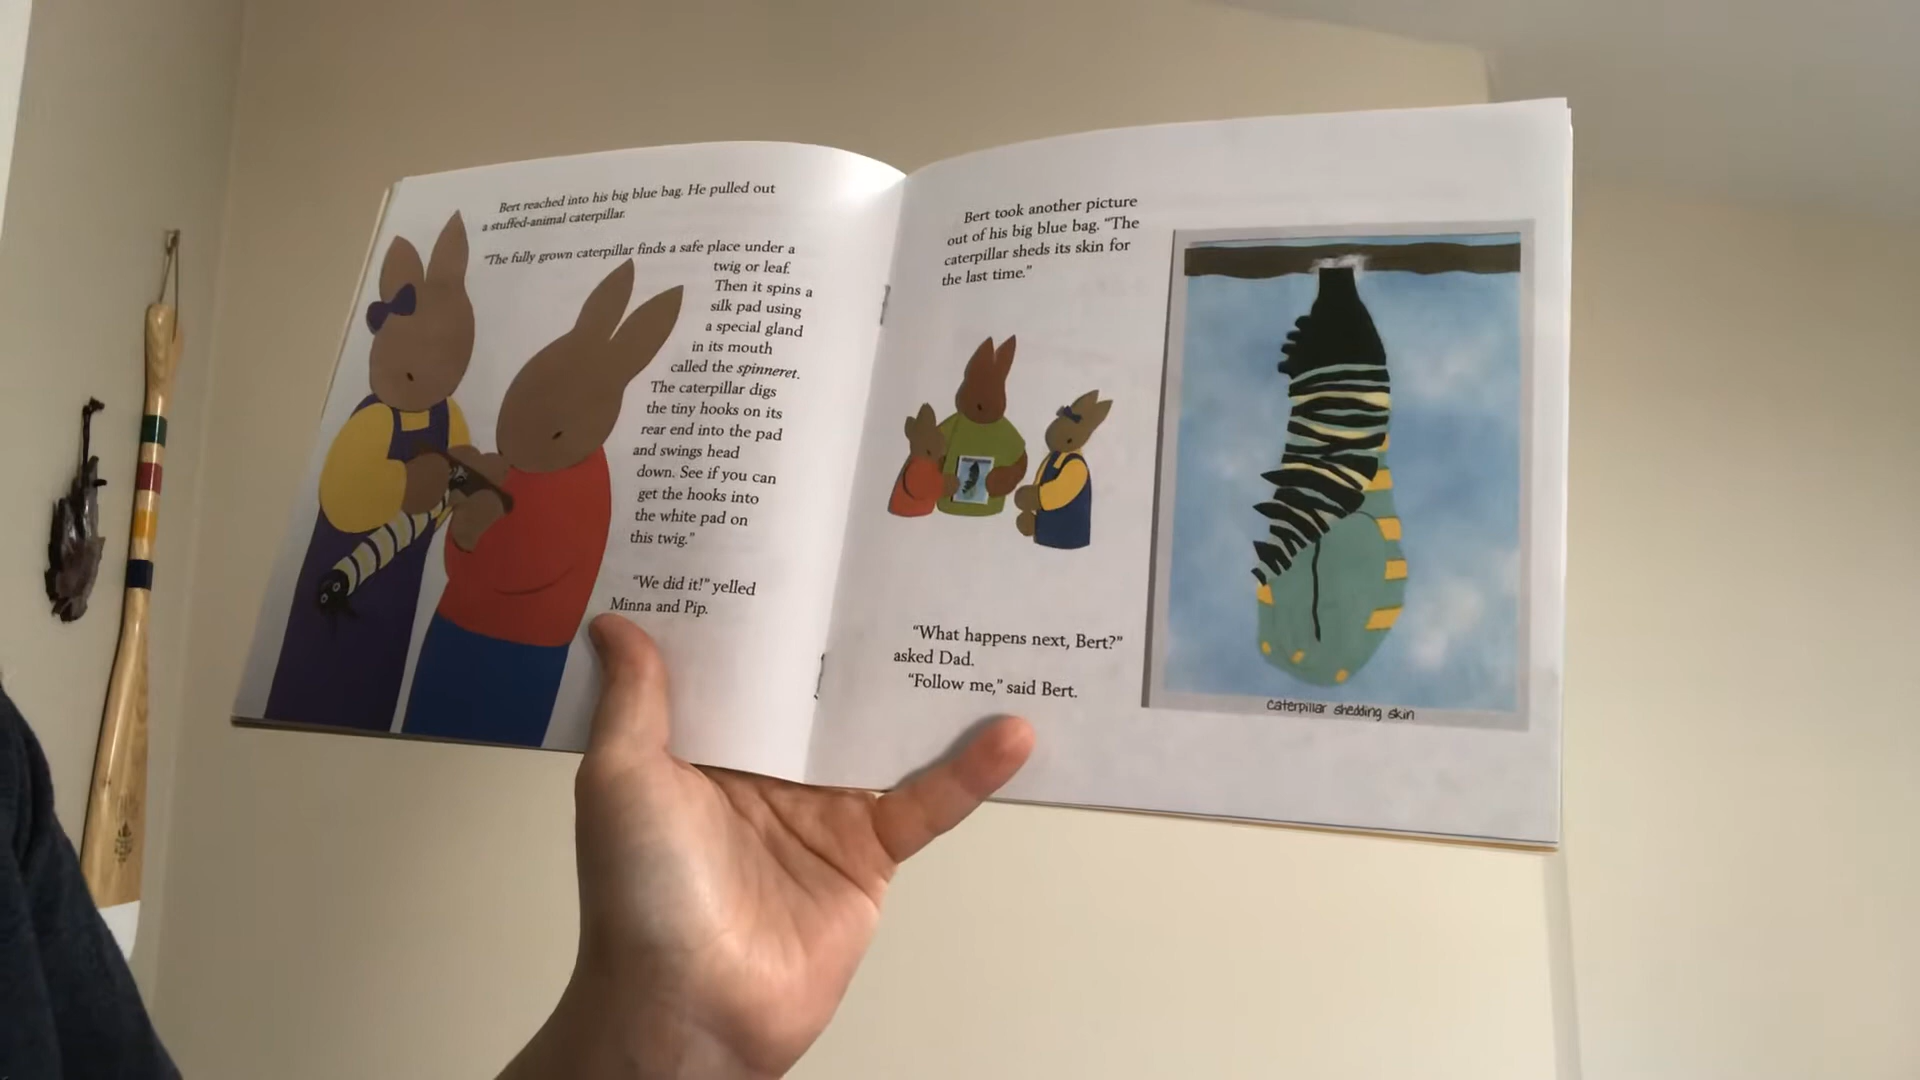 Bert reached into his big blue bag. He pulled out
a stuffed-animal caterpillar.
"The fully grown caterpillar finds a safe place under a
twig or leaf.
Then it spins a
silk pad using
a special gland
in its mouth
called the spinneret.
The caterpillar digs
the tiny hooks on its
rear end into the pad
and swings head
down. See if you can
get the hooks into
the white pad on
this twig."
"We did it!" yelled
Minna and Pip.
Bert took another picture
out of his big blue bag. "The
caterpillar sheds its skin for
the last time."
"What happens next, Bert?"
asked Dad.
"Follow me," said Bert.
Caterpillar shedding skin